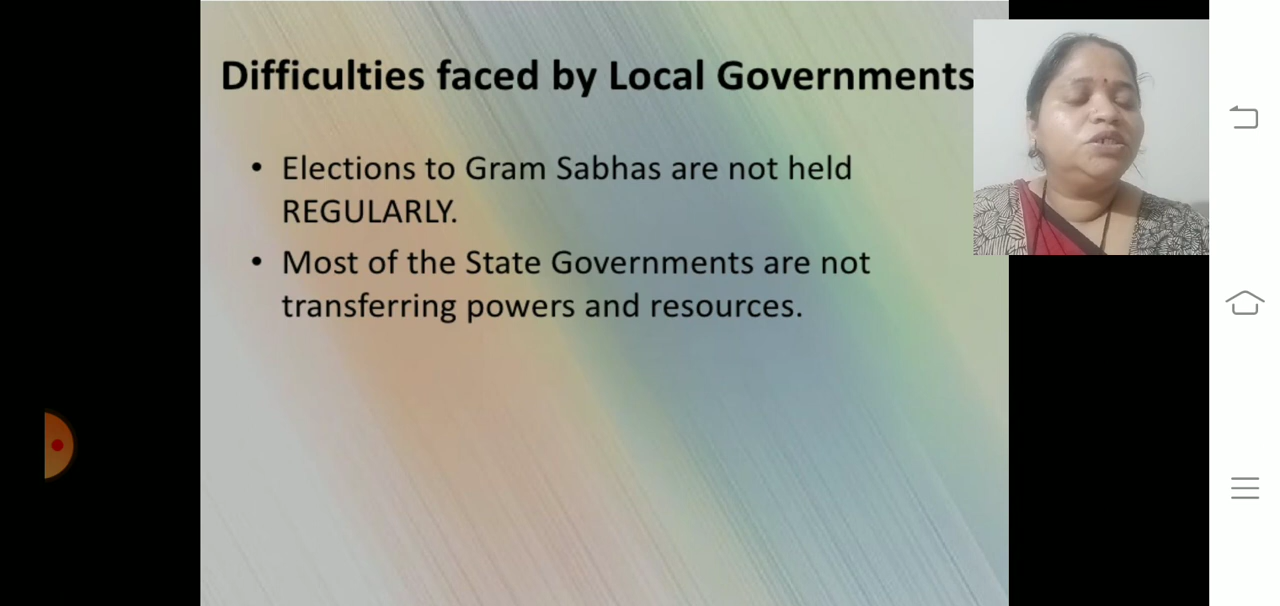 Difficulties faced by Local Governments
• Elections to Gram Sabhas are not held
REGULARLY.
• Most of the State Governments are not
transferring powers and resources.